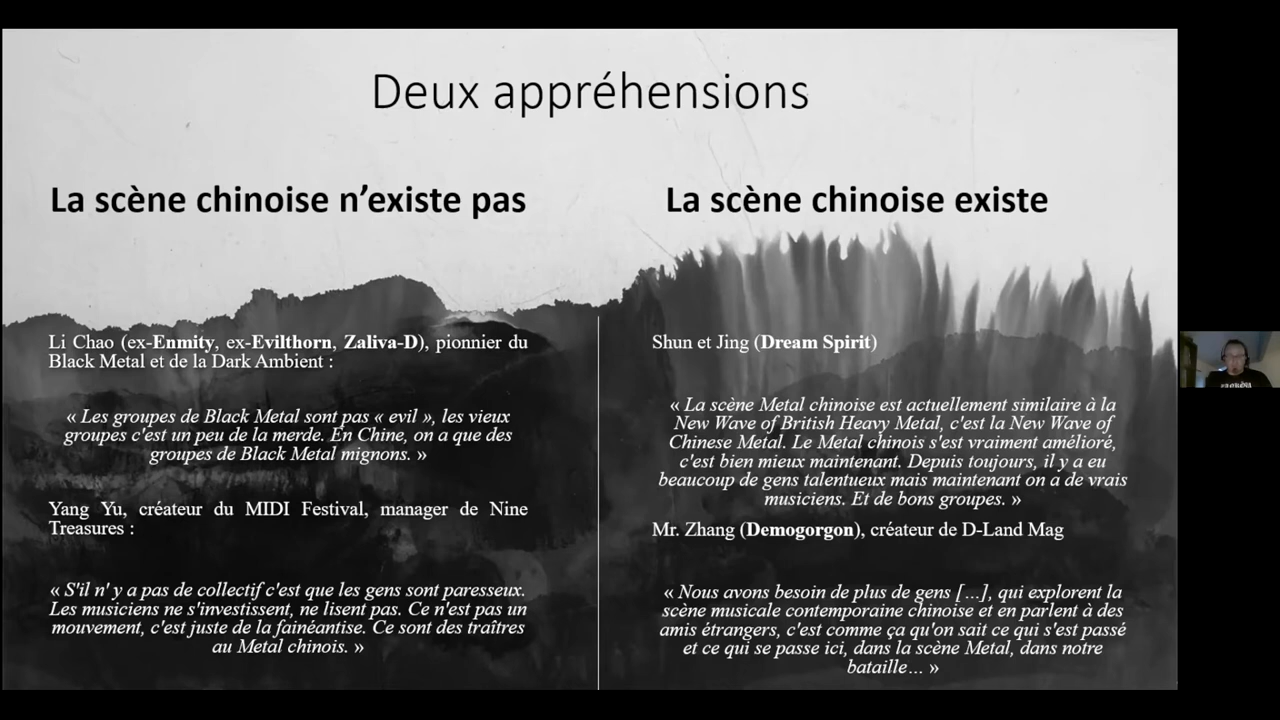 Deux appréhensions
La scène chinoise n’existe pas
Li Chao (ex-Enmity, ex-Evilthorn, Zaliva-D), pionnier du
Black Metal et de la Dark Ambient :
« Les groupes de Black Metal sont pas « evil », les vieux
groupes c'est un peu de la merde. En Chine, on a que des
groupes de Black Metal mignons. »
Yang Yu, créateur du MIDI Festival, manager de Nine
Treasures :
« S'il n' y a pas de collectif c'est que les gens sont paresseux.
Les musiciens ne s'investissent, ne lisent pas. Ce n'est pas un
mouvement, c'est juste de la fainéantise. Ce sont des traîtres
au Metal chinois. »
La scène chinoise existe
Shun et Jing (Dream Spirit)
« La scène Metal chinoise est actuellement similaire à la
New Wave of British Heavy Metal, c'est la New Wave of
Chinese Metal. Le Metal chinois s'est vraiment amélioré,
c'est bien mieux maintenant. Depuis toujours, il y a eu
beaucoup de gens talentueux mais maintenant on a de vrais
musiciens. Et de bons groupes. »
Mr. Zhang (Demogorgon), créateur de D-Land Mag
« Nous avons besoin de plus de gens […], qui explorent la
scène musicale contemporaine chinoise et en parlent à des
amis étrangers, c'est comme ça qu'on sait ce qui s'est passé
et ce qui se passe ici, dans la scène Metal, dans notre
bataille… »